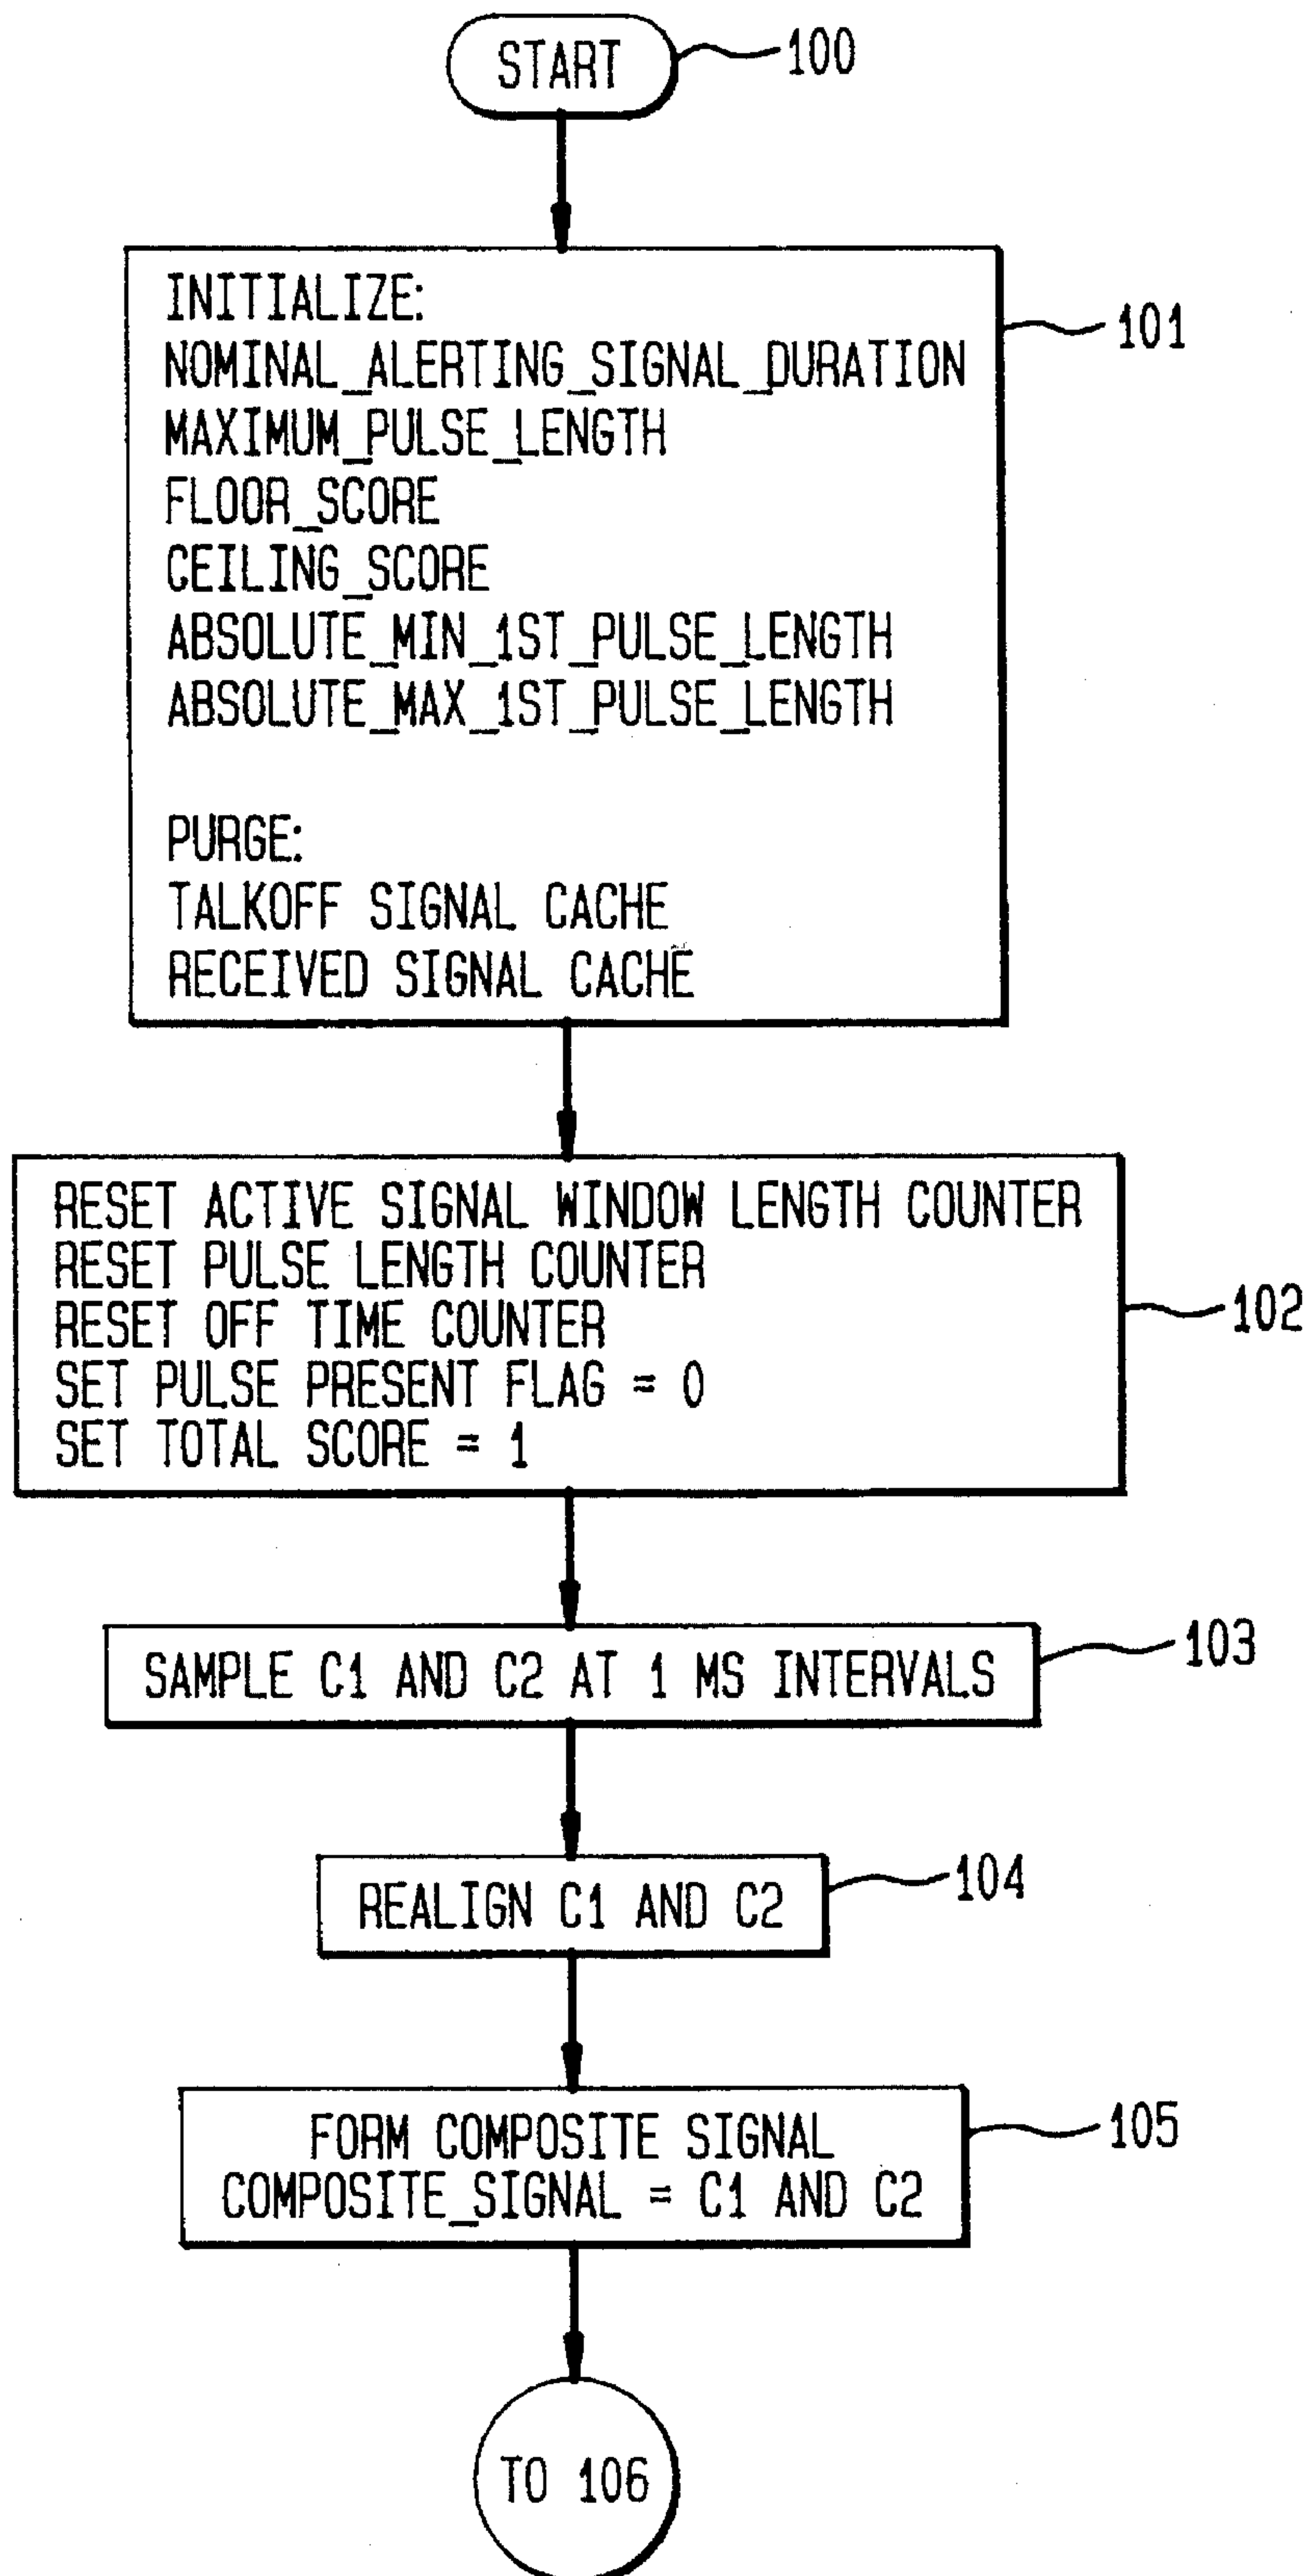 START
100
INITIALIZE:
NOMINAL_ALERTING_SIGNAL_DURATION
MAXIMUM_PULSE_LENGTH
FLOOR_SCORE
CEILING_SCORE
ABSOLUTE_MIN_1ST_PULSE_LENGTH
ABSOLUTE_MAX_1ST_PULSE_LENGTH
PURGE:
TALKOFF SIGNAL CACHE
RECEIVED SIGNAL CACHE
101
RESET ACTIVE SIGNAL WINDOW LENGTH COUNTER
RESET PULSE LENGTH COUNTER
RESET OFF TIME COUNTER
SET PULSE PRESENT FLAG = 0
SET TOTAL SCORE = 1
102
SAMPLE C1 AND C2 AT 1 MS INTERVALS
103
REALIGN C1 AND C2
104
FORM COMPOSITE SIGNAL
COMPOSITE_SIGNAL = C1 AND C2
105
TO 106